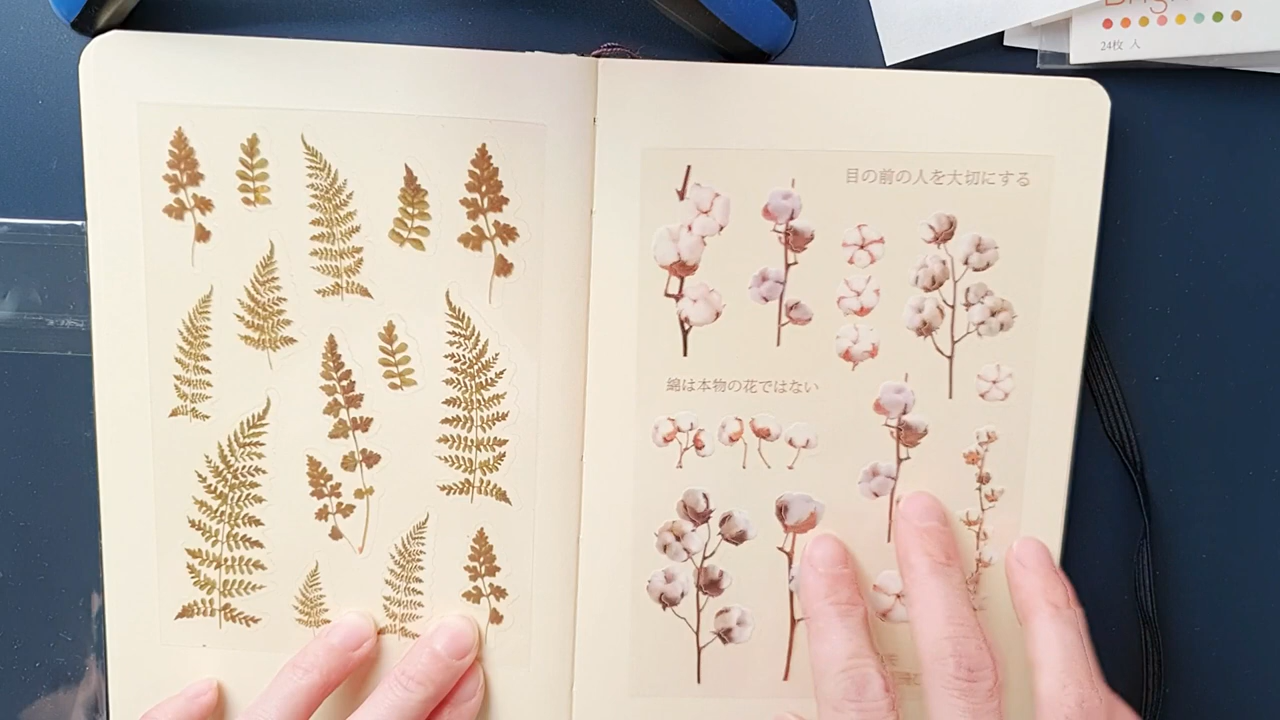 24枚 人
目の前の人を大切にする
綿は本物の花ではない